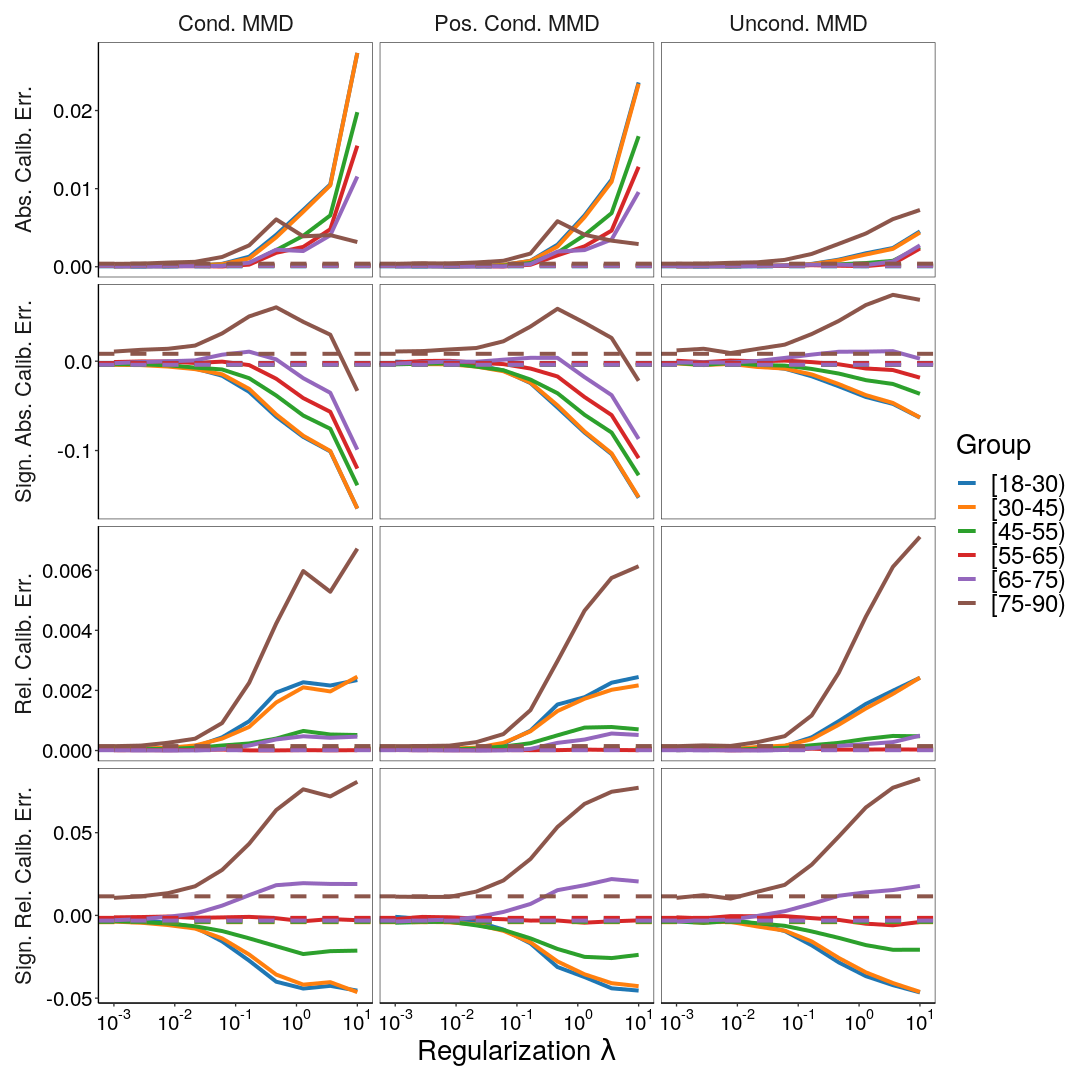 Cond. MMD
Pos. Cond. MMD
Uncond. MMD
Abs. Calib. Err.
0.02
0.01
0.00
Sign. Abs. Calib. Err.
0.0
-0.1
Rel. Calib. Err.
0.006
0.004
0.002
0.000
Sign. Rel. Calib. Err.
0.05
0.00
-0.05
10⁻³ 10⁻² 10⁻¹ 10⁰ 10¹
10⁻³ 10⁻² 10⁻¹ 10⁰ 10¹
10⁻³ 10⁻² 10⁻¹ 10⁰ 10¹
Regularization λ
Group
[18-30)
[30-45)
[45-55)
[55-65)
[65-75)
[75-90)